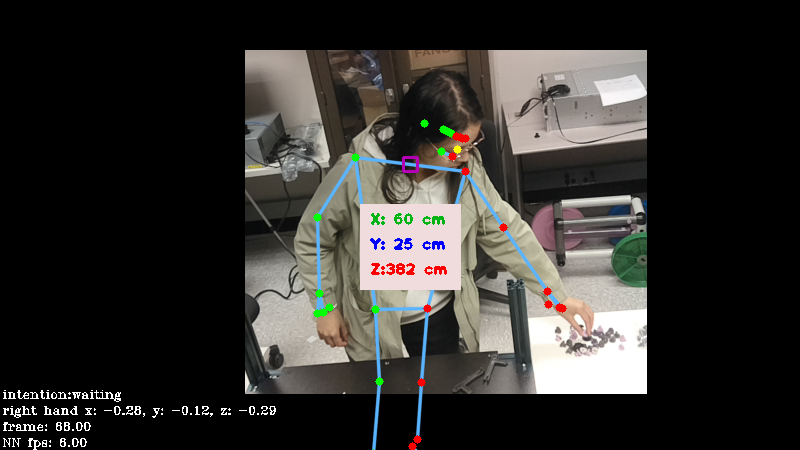 X: 60 cm
Y: 25 cm
Z:382 cm
intention:waiting
right hand x: -0.28, y: -0.12, z: -0.29
frame: 68.00
NN fps: 6.00